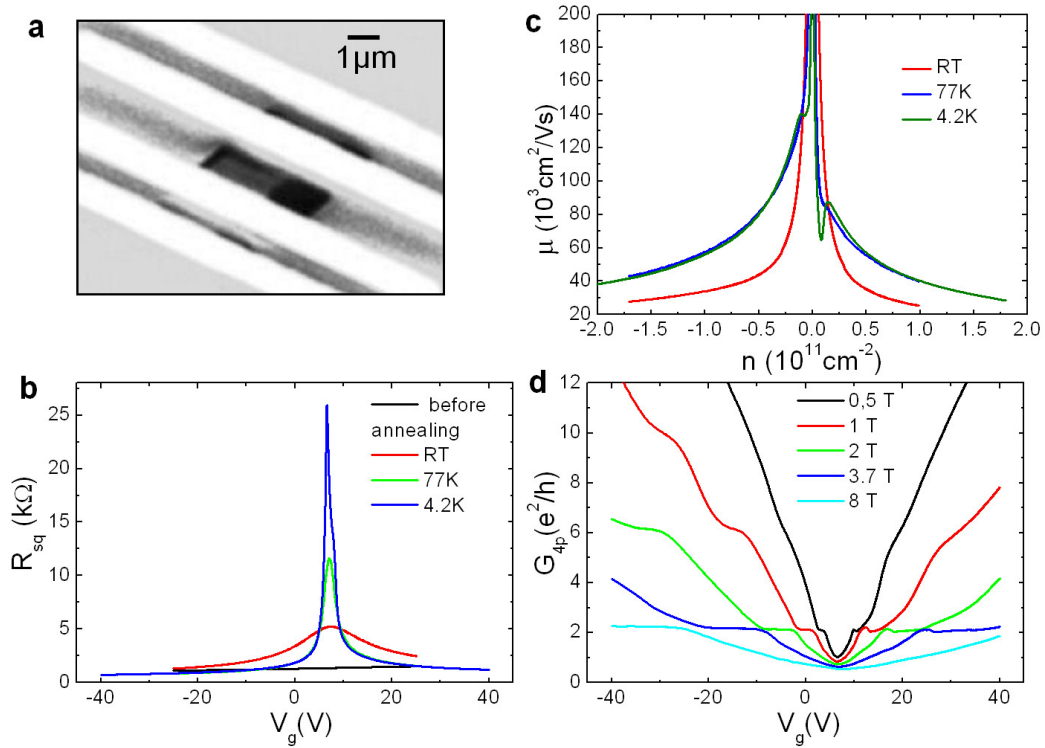 a
1µm
c
200
180
160
140
120
100
80
60
40
20
µ (10³cm²/Vs)
RT
77K
4.2K
-2.0 -1.5 -1.0 -0.5 0.0 0.5 1.0 1.5 2.0
n (10¹¹cm⁻²)
b
25
20
15
10
5
0
R_sq (kΩ)
before
annealing
RT
77K
4.2K
-40 -20 0 20 40
V_g(V)
d
12
10
8
6
4
2
0
G_4p(e²/h)
0,5 T
1 T
2 T
3.7 T
8 T
-40 -20 0 20 40
V_g(V)